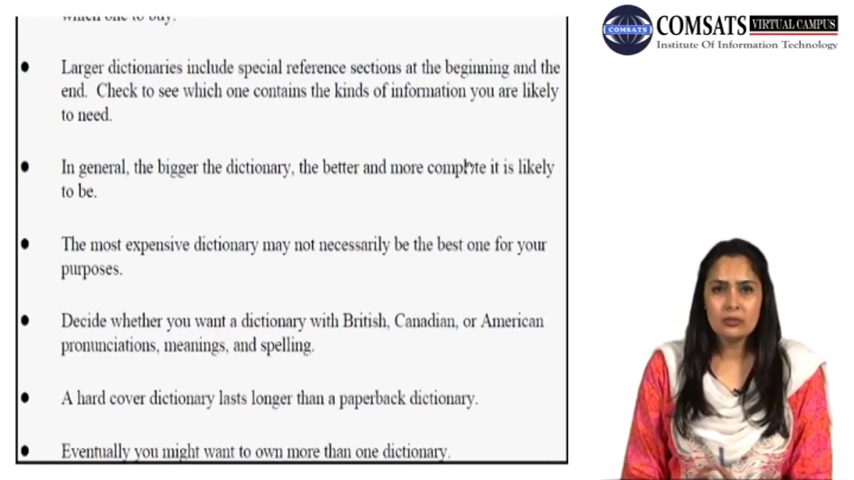 which one to buy.
COMSATS VIRTUAL CAMPUS
COMSATS
Institute Of Information Technology
Larger dictionaries include special reference sections at the beginning and the
end. Check to see which one contains the kinds of information you are likely
to need.
In general, the bigger the dictionary, the better and more complete it is likely
to be.
The most expensive dictionary may not necessarily be the best one for your
purposes.
Decide whether you want a dictionary with British, Canadian, or American
pronunciations, meanings, and spelling.
A hard cover dictionary lasts longer than a paperback dictionary.
Eventually you might want to own more than one dictionary.